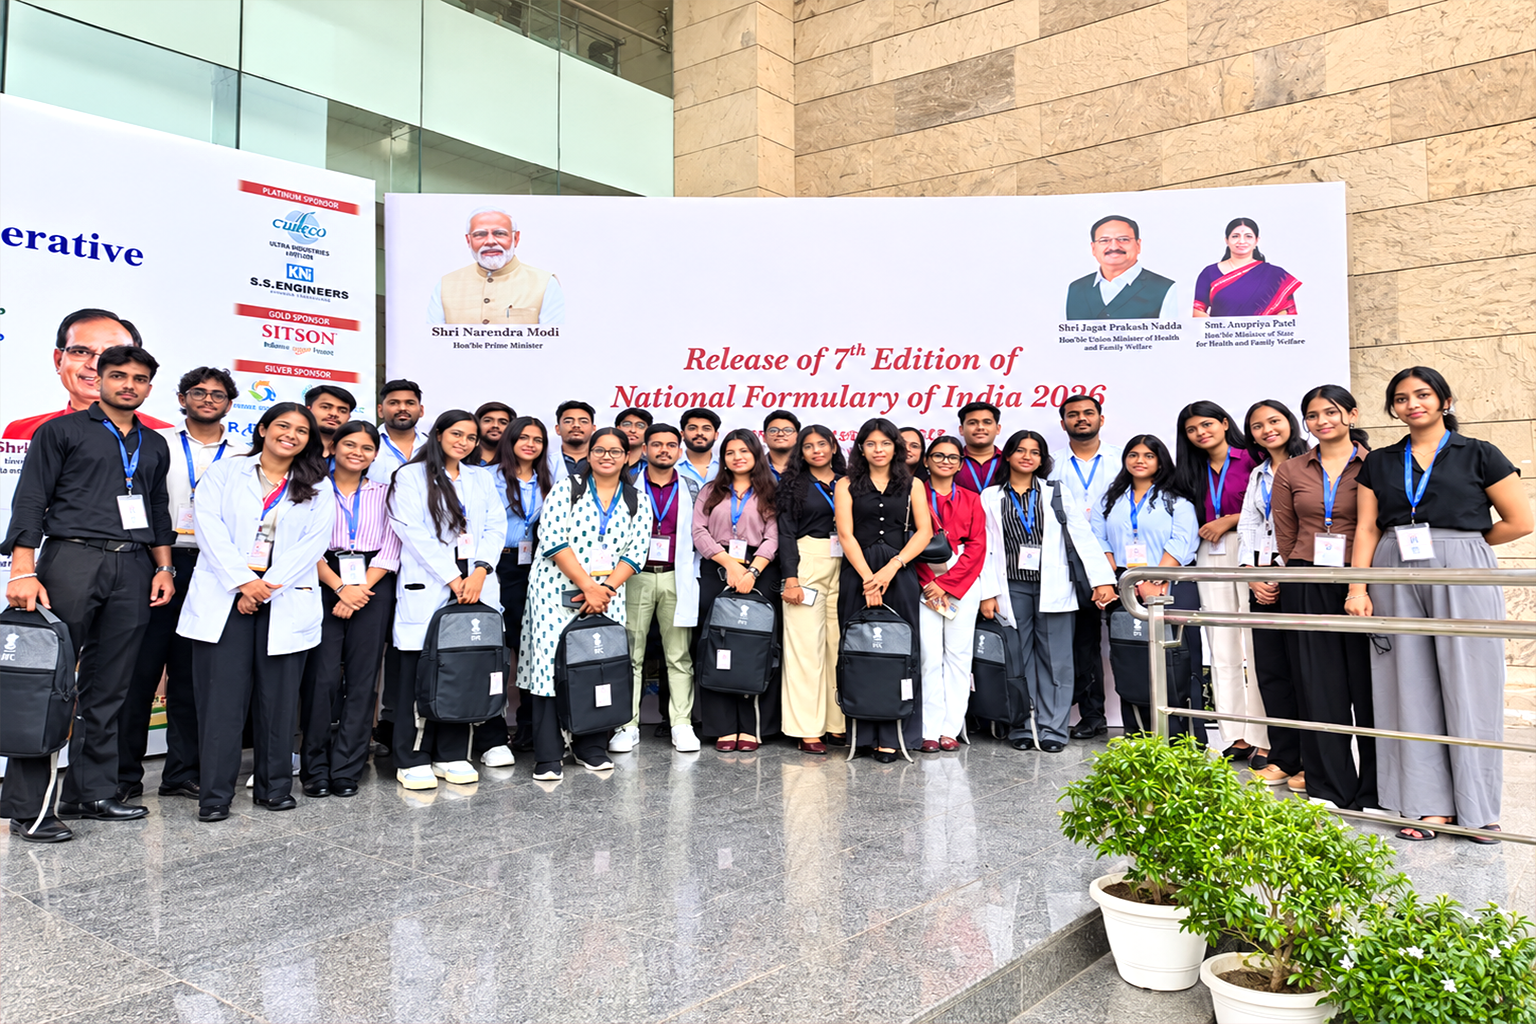 erative
PLATINUM SPONSOR
ULTRA INDUSTRIES
KNi
S.S.ENGINEERS
GOLD SPONSOR
SITSON
SILVER SPONSOR
Shri Narendra Modi
Hon'ble Prime Minister
Shri Jagat Prakash Nadda
Hon'ble Union Minister of Health
and Family Welfare
Smt. Anupriya Patel
Hon'ble Minister of State
for Health and Family Welfare
Release of 7th Edition of
National Formulary of India 2026